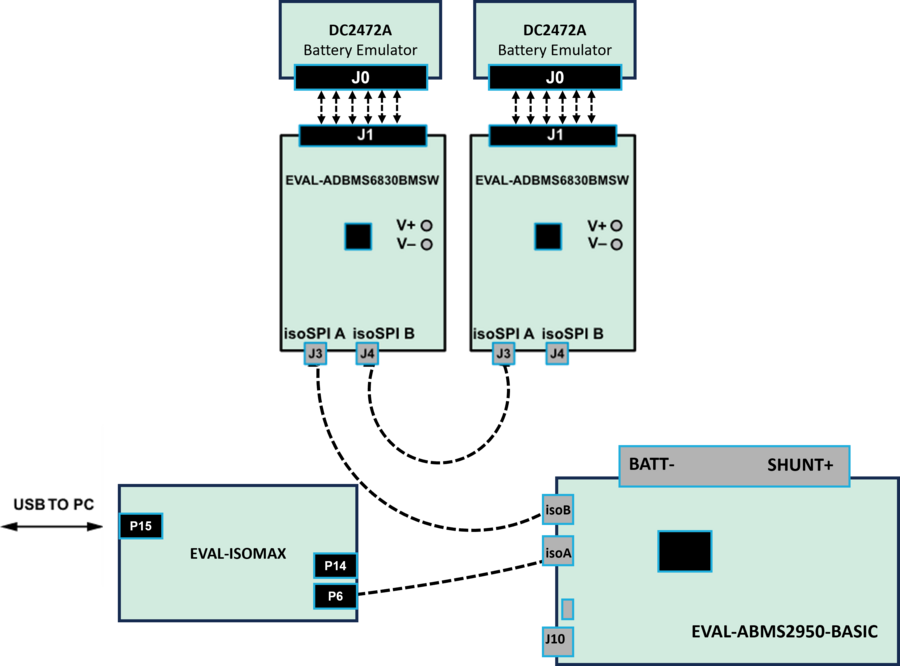 DC2472A
Battery Emulator
J0
DC2472A
Battery Emulator
J0
J1
J1
EVAL-ADBMS6830BMSW
EVAL-ADBMS6830BMSW
V+
V–
V+
V–
isoSPI A
isoSPI B
isoSPI A
isoSPI B
J3
J4
J3
J4
BATT-
SHUNT+
USB TO PC
P15
EVAL-ISOMAX
P14
P6
isoB
isoA
J10
EVAL-ABMS2950-BASIC